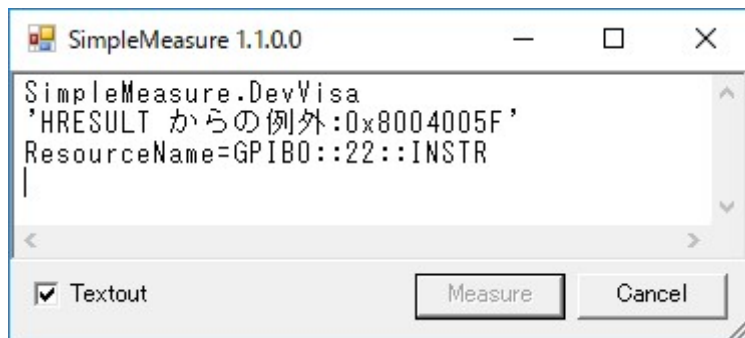 SimpleMeasure 1.1.0.0
SimpleMeasure.DevVisa
'HRESULT からの例外:0x8004005F'
ResourceName=GPIB0::22::INSTR
Textout
Measure
Cancel